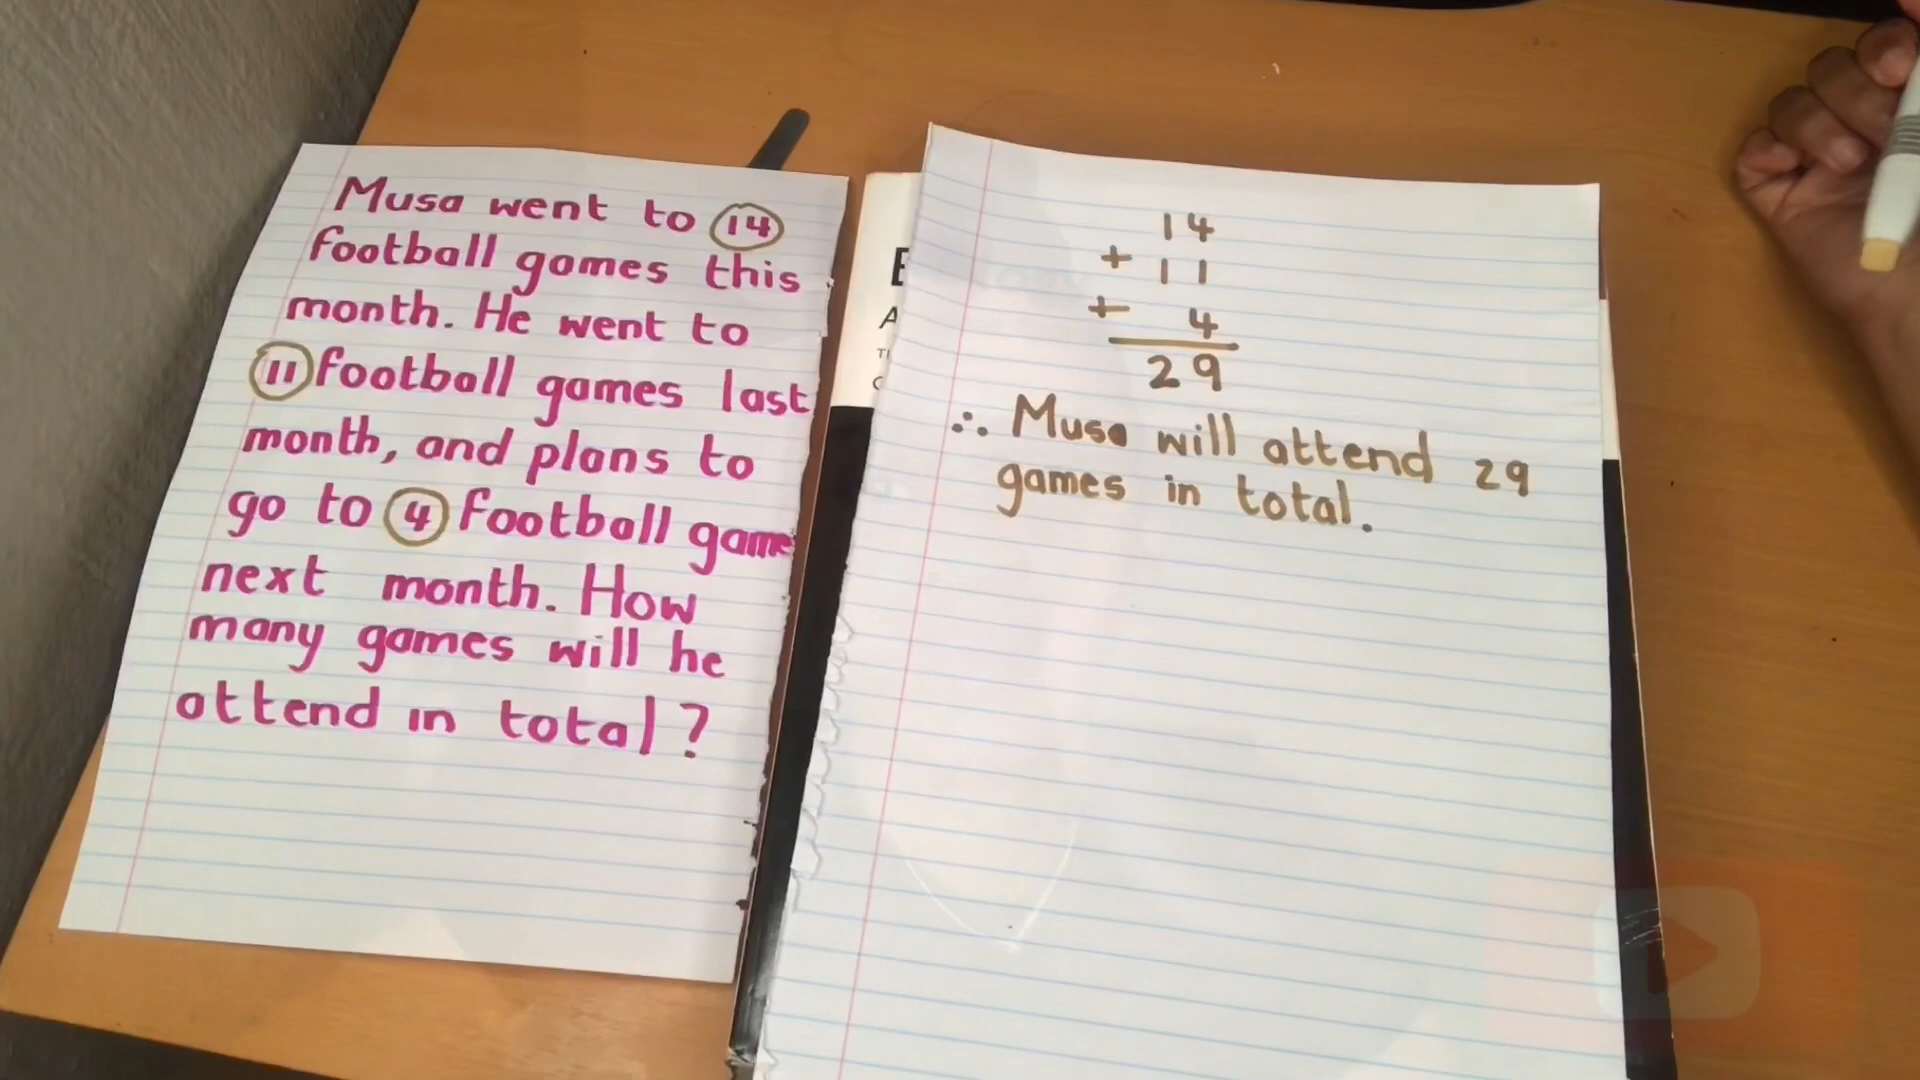 Musa went to 14
football games this
month. He went to
11 football games last
month, and plans to
go to 4 football game
next month. How
many games will he
attend in total?
14
+ 11
+ 4
29
∴ Musa will attend 29
games in total.